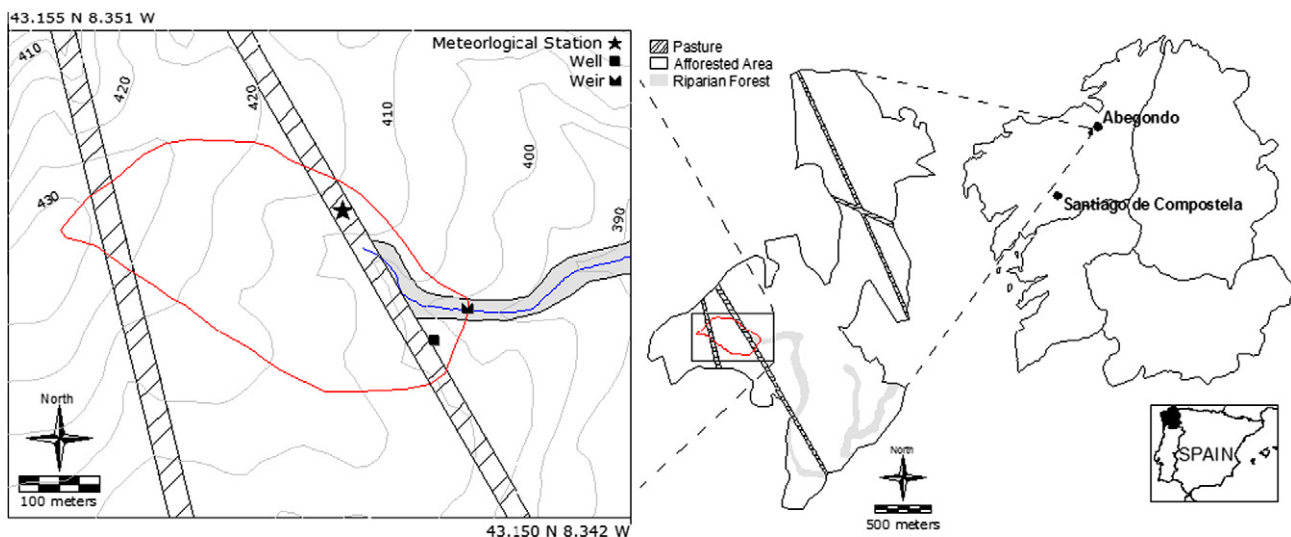 43.155 N 8.351 W
Meteorlogical Station
Well
Weir
410
420
420
410
400
430
390
North
100 meters
43.150 N 8.342 W
Pasture
Afforested Area
Riparian Forest
North
500 meters
Abegondo
Santiago de Compostela
SPAIN